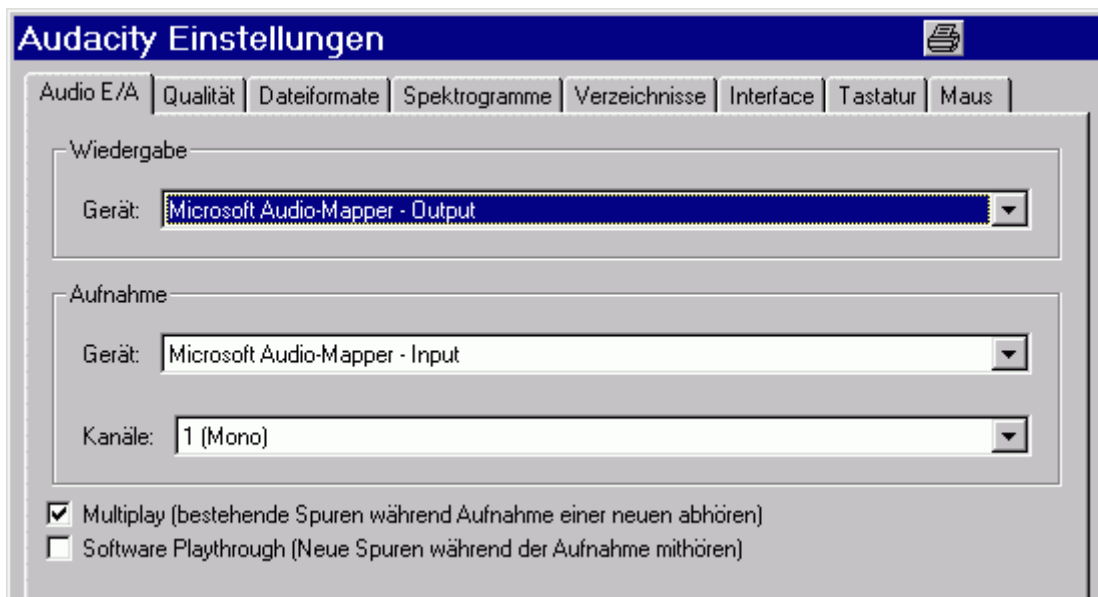 Audacity Einstellungen
Audio E/A Qualität Dateiformate Spektrogramme Verzeichnisse Interface Tastatur Maus
Wiedergabe
Gerät: Microsoft Audio-Mapper - Output
Aufnahme
Gerät: Microsoft Audio-Mapper - Input
Kanäle: 1 (Mono)
Multiplay (bestehende Spuren während Aufnahme einer neuen abhören)
Software Playthrough (Neue Spuren während der Aufnahme mithören)